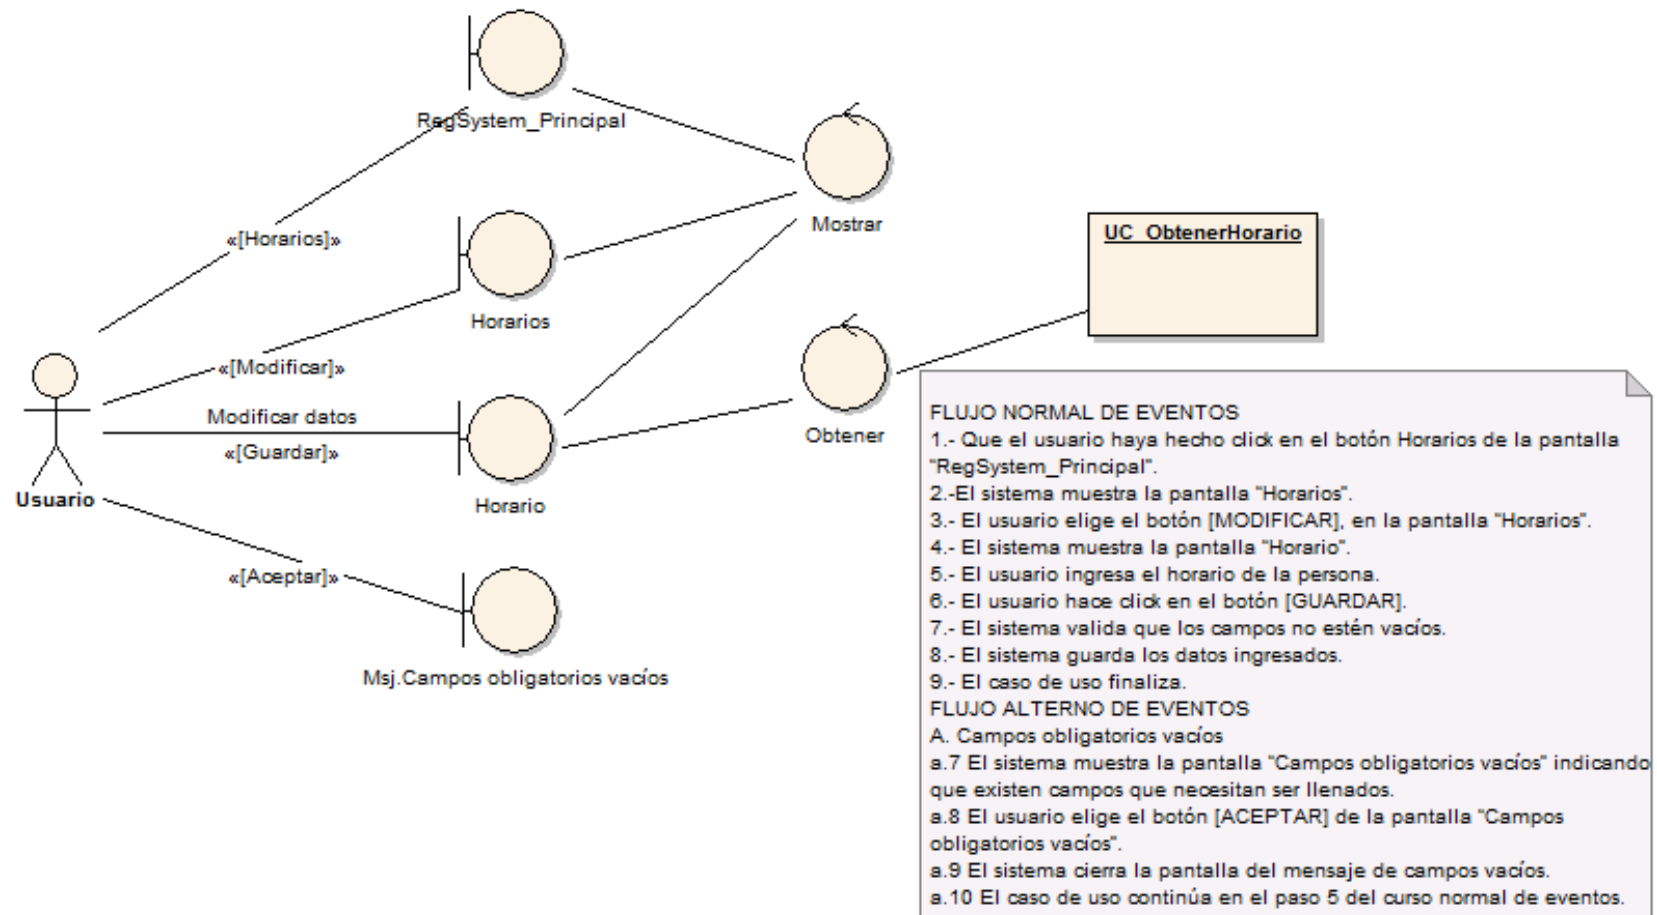 RegSystem_Principal
«[Horarios]»
Mostrar
UC_ObtenerHorario
Horarios
«[Modificar]»
Modificar datos
«[Guardar]»
Obtener
Usuario
Horario
«[Aceptar]»
Msj.Campos obligatorios vacíos
FLUJO NORMAL DE EVENTOS
1.- Que el usuario haya hecho click en el botón Horarios de la pantalla
"RegSystem_Principal".
2.-El sistema muestra la pantalla "Horarios".
3.- El usuario elige el botón [MODIFICAR], en la pantalla "Horarios".
4.- El sistema muestra la pantalla "Horario".
5.- El usuario ingresa el horario de la persona.
6.- El usuario hace click en el botón [GUARDAR].
7.- El sistema valida que los campos no estén vacíos.
8.- El sistema guarda los datos ingresados.
9.- El caso de uso finaliza.
FLUJO ALTERNO DE EVENTOS
A. Campos obligatorios vacíos
a.7 El sistema muestra la pantalla "Campos obligatorios vacíos" indicando
que existen campos que necesitan ser llenados.
a.8 El usuario elige el botón [ACEPTAR] de la pantalla "Campos
obligatorios vacíos".
a.9 El sistema cierra la pantalla del mensaje de campos vacíos.
a.10 El caso de uso continúa en el paso 5 del curso normal de eventos.